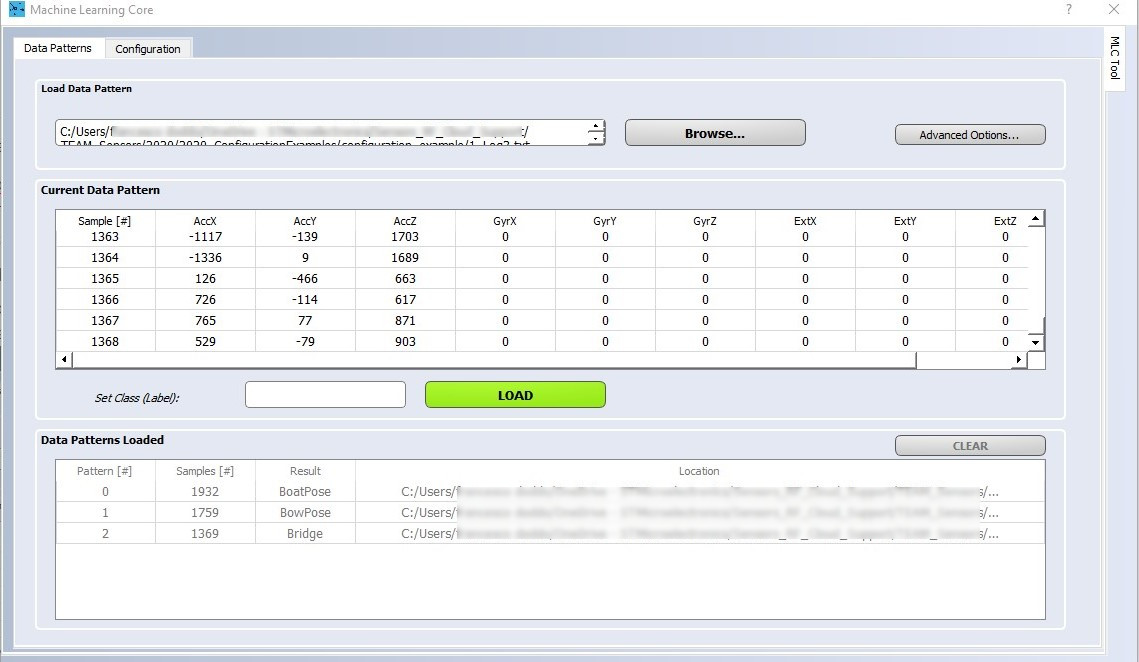 Machine Learning Core
?
Data Patterns Configuration
MLC Tool
Load Data Pattern
C:/Users/
TEAM_Sensors/2020/2020_ConfigurationExamples/configuration_example/1_Log2.txt
Browse...
Advanced Options...
Current Data Pattern
Sample [#] AccX AccY AccZ GyrX GyrY GyrZ ExtX ExtY ExtZ
1363 -1117 -139 1703 0 0 0 0 0 0
1364 -1336 9 1689 0 0 0 0 0 0
1365 126 -466 663 0 0 0 0 0 0
1366 726 -114 617 0 0 0 0 0 0
1367 765 77 871 0 0 0 0 0 0
1368 529 -79 903 0 0 0 0 0 0
Set Class (Label):
LOAD
Data Patterns Loaded
CLEAR
Pattern [#] Samples [#] Result Location
0 1932 BoatPose C:/Users/ /...
1 1759 BowPose C:/Users/ /...
2 1369 Bridge C:/Users/ /...